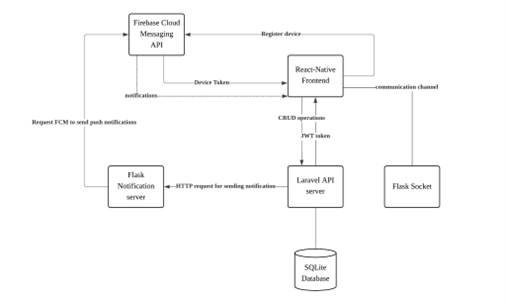 Firebase Cloud
Messaging
API
Register device
React-Native
Frontend
Device Token
notifications
communication channel
CRUD operations
Request FCM to send push notifications
JWT token
Flask
Notification
server
HTTP request for sending notification
Laravel API
server
Flask Socket
SQLite
Database